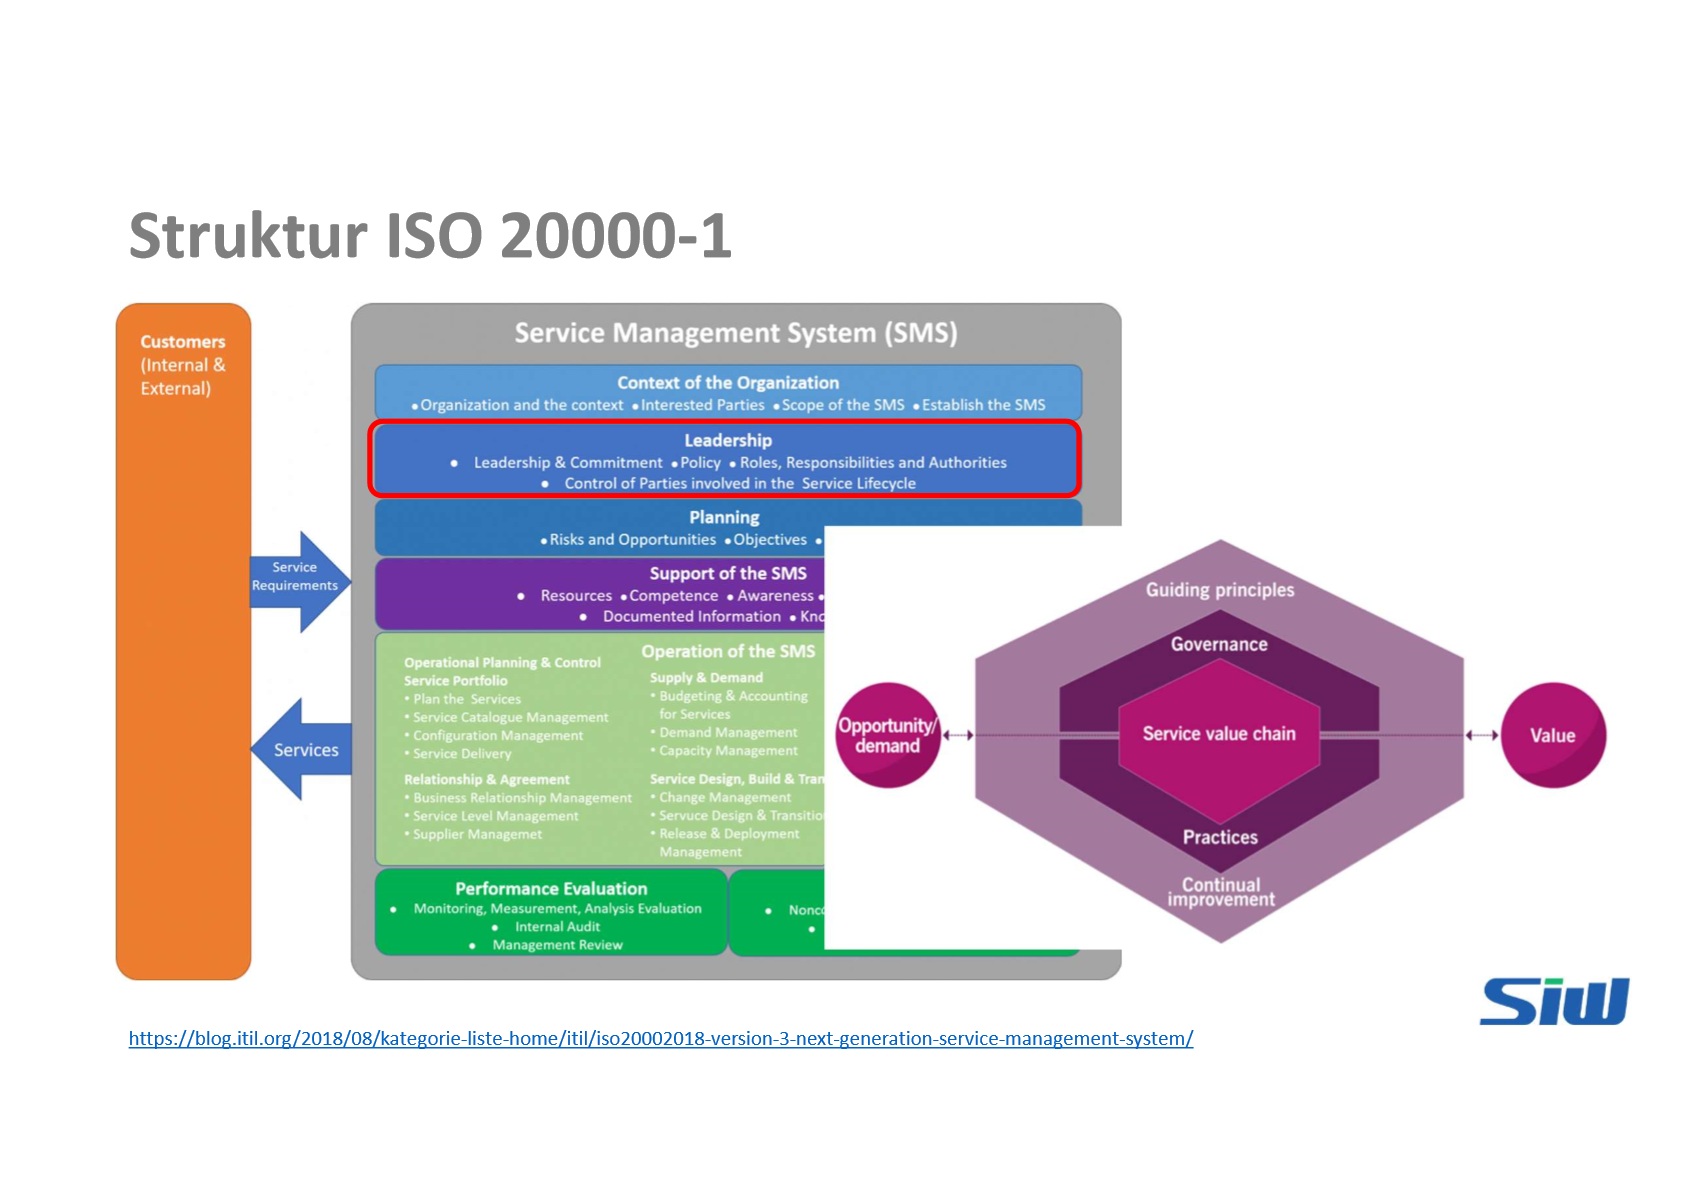 Struktur ISO 20000-1
Customers
(Internal &
External)
Service
Requirements
Services
Service Management System (SMS)
Context of the Organization
•Organization and the context •Interested Parties •Scope of the SMS •Establish the SMS
Leadership
• Leadership & Commitment •Policy •Roles, Responsibilities and Authorities
• Control of Parties involved in the Service Lifecycle
Planning
•Risks and Opportunities •Objectives •
Support of the SMS
• Resources •Competence •Awareness •
• Documented Information •
Operation of the SMS
Operational Planning & Control
Service Portfolio
• Plan the Services
• Service Catalogue Management
• Configuration Management
• Service Delivery
Relationship & Agreement
• Business Relationship Management
• Service Level Management
• Supplier Managemet
Supply & Demand
• Budgeting & Accounting
for Services
• Demand Management
• Capacity Management
Service Design, Build &
• Change Management
• Servuce Design &
• Release & Deployment
Management
Performance Evaluation
• Monitoring, Measurement, Analysis Evaluation
• Internal Audit
• Management Review
Opportunity/
demand
Guiding principles
Governance
Service value chain
Practices
Continual
improvement
Value
Siw
https://blog.itil.org/2018/08/kategorie-liste-home/itil/iso20002018-version-3-next-generation-service-management-system/